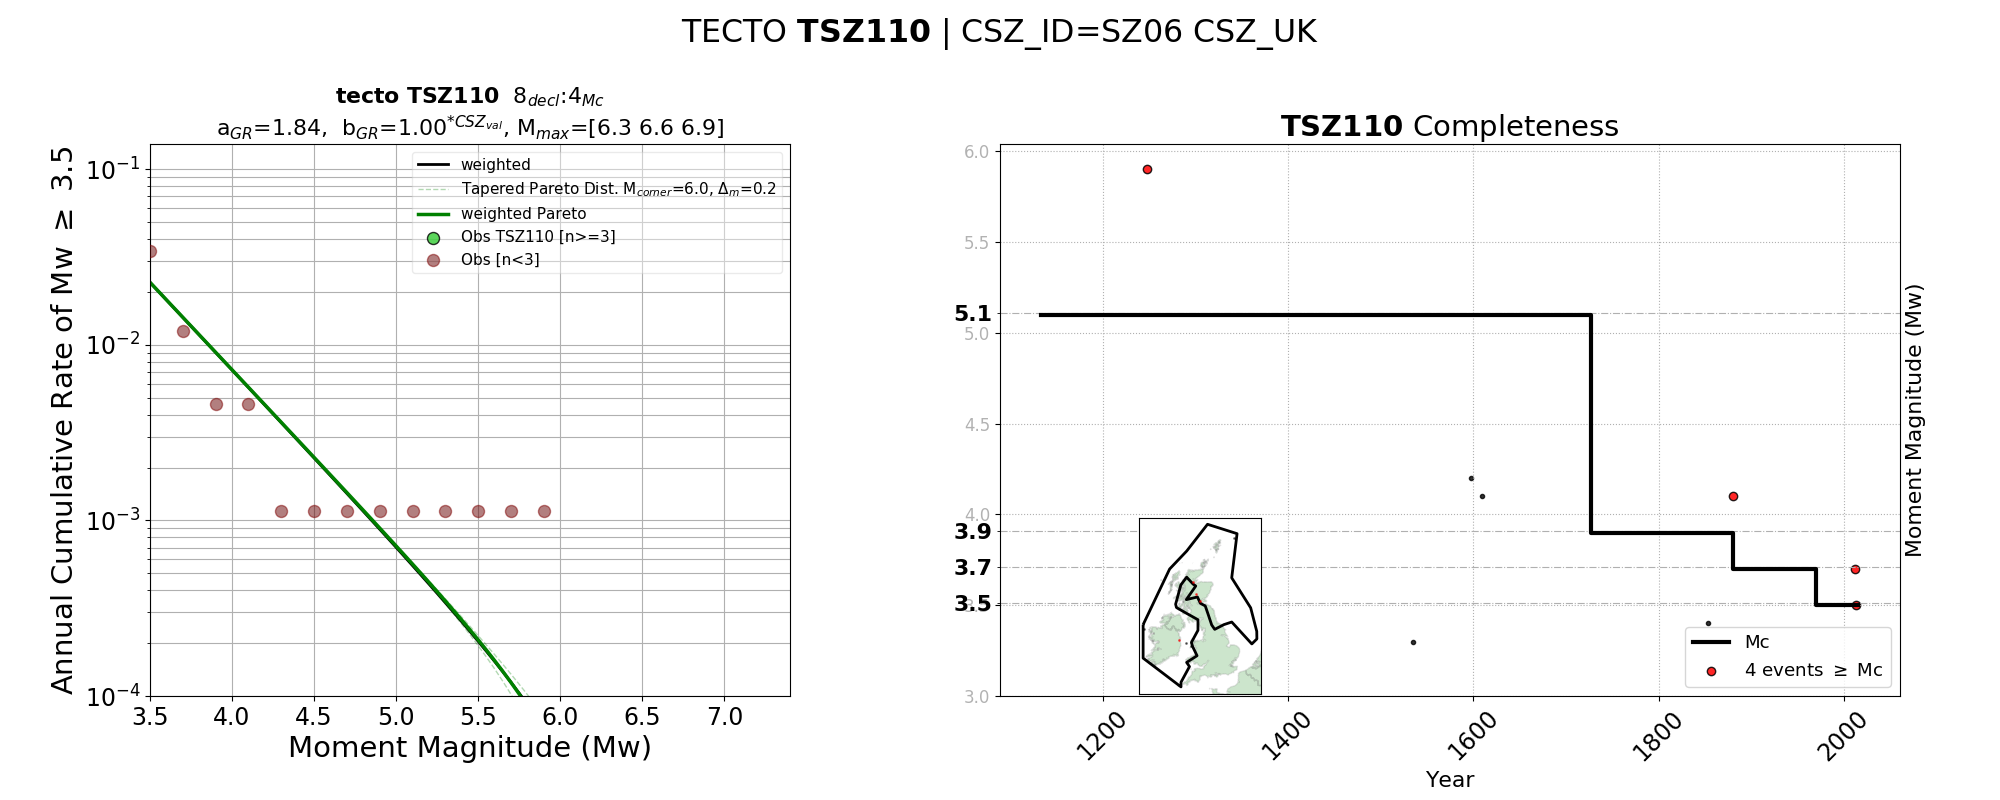 TECTO TSZ110 | CSZ_ID=SZ06 CSZ_UK
tecto TSZ110 8decl:4Mc
aGR=1.84, bGR=1.00*CSZval, Mmax=[6.3 6.6 6.9]
Annual Cumulative Rate of Mw ≥ 3.5
10⁻¹
10⁻²
10⁻³
10⁻⁴
weighted
Tapered Pareto Dist. Mcorner=6.0, Δm=0.2
weighted Pareto
Obs TSZ110 [n>=3]
Obs [n<3]
3.5 4.0 4.5 5.0 5.5 6.0 6.5 7.0
Moment Magnitude (Mw)
TSZ110 Completeness
6.0
5.5
5.1
5.0
4.5
4.0
3.9
3.7
3.5
3.0
Moment Magnitude (Mw)
Mc
4 events ≥ Mc
1200 1400 1600 1800 2000
Year